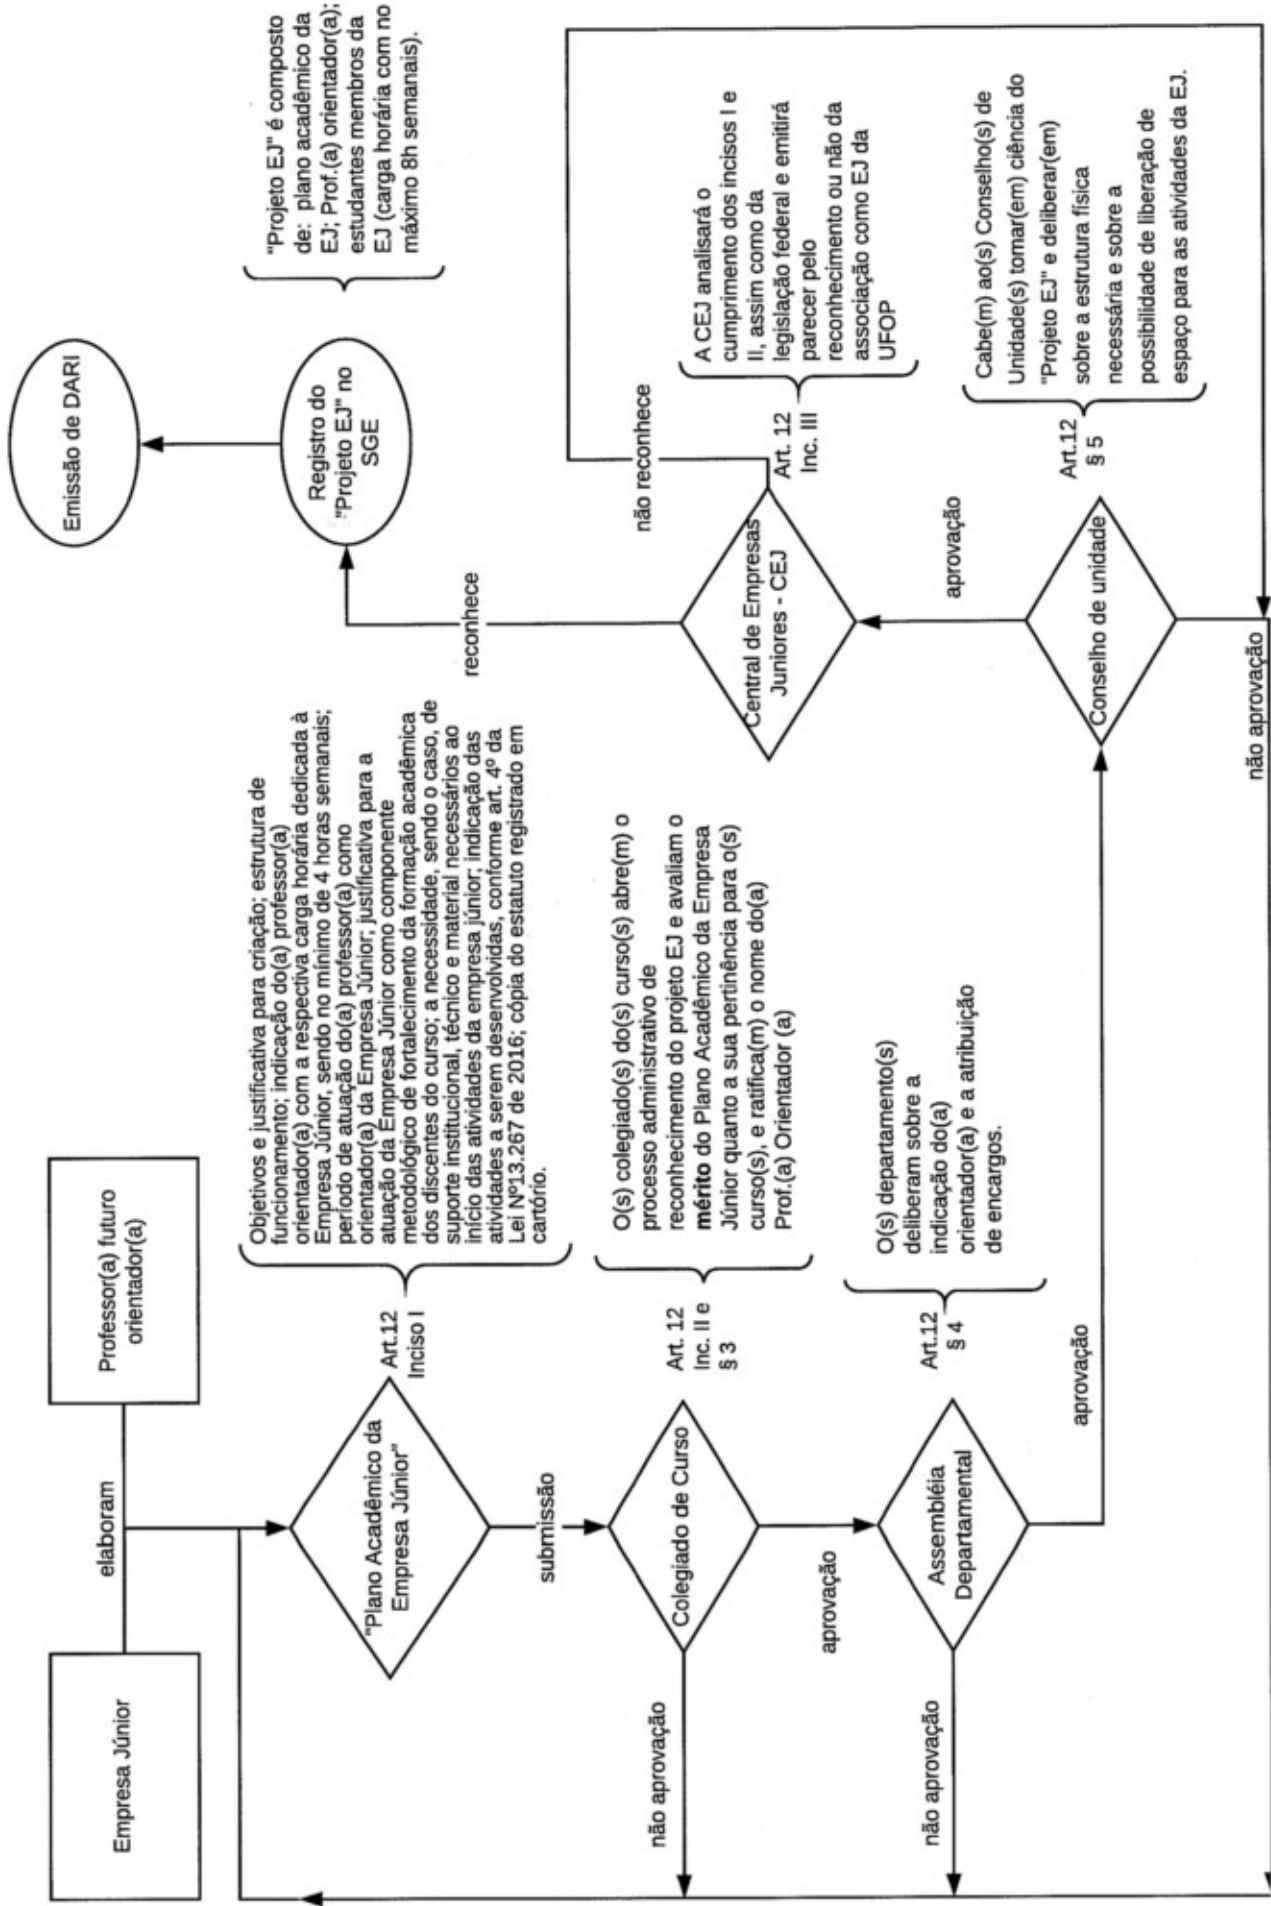 Empresa Júnior
elaboram
Professor(a) futuro
orientador(a)
"Plano Acadêmico da
Empresa Júnior"
Art.12
Inciso I
Objetivos e justificativa para criação; estrutura de
funcionamento; indicação do(a) professor(a)
orientador(a) com a respectiva carga horária dedicada à
Empresa Júnior, sendo no mínimo de 4 horas semanais;
período de atuação do(a) professor(a) como
orientador(a) da Empresa Júnior; justificativa para a
atuação da Empresa Júnior como componente
metodológico de fortalecimento da formação acadêmica
dos discentes do curso; a necessidade, sendo o caso, de
suporte institucional, técnico e material necessários ao
início das atividades da empresa júnior; indicação das
atividades a serem desenvolvidas, conforme art. 4º da
Lei Nº13.267 de 2016; cópia do estatuto registrado em
cartório.
submissão
Colegiado de Curso
não aprovação
aprovação
Art. 12
Inc. II e
§ 3
O(s) colegiado(s) do(s) curso(s) abre(m) o
processo administrativo de
reconhecimento do projeto EJ e avaliam o
mérito do Plano Acadêmico da Empresa
Júnior quanto a sua pertinência para o(s)
curso(s), e ratifica(m) o nome do(a)
Prof.(a) Orientador (a)
Assembléia
Departamental
não aprovação
aprovação
Art.12
§ 4
O(s) departamento(s)
deliberam sobre a
indicação do(a)
orientador(a) e a atribuição
de encargos.
Conselho de unidade
não aprovação
aprovação
Art.12
§ 5
Cabe(m) ao(s) Conselho(s) de
Unidade(s) tomar(em) ciência do
"Projeto EJ" e deliberar(em)
sobre a estrutura física
necessária e sobre a
possibilidade de liberação de
espaço para as atividades da EJ.
Central de Empresas
Juniores - CEJ
reconhece
não reconhece
Art. 12
Inc. III
A CEJ analisará o
cumprimento dos incisos I e
II, assim como da
legislação federal e emitirá
parecer pelo
reconhecimento ou não da
associação como EJ da
UFOP
Registro do
"Projeto EJ" no
SGE
"Projeto EJ" é composto
de: plano acadêmico da
EJ; Prof.(a) orientador(a);
estudantes membros da
EJ (carga horária com no
máximo 8h semanais).
Emissão de DARI